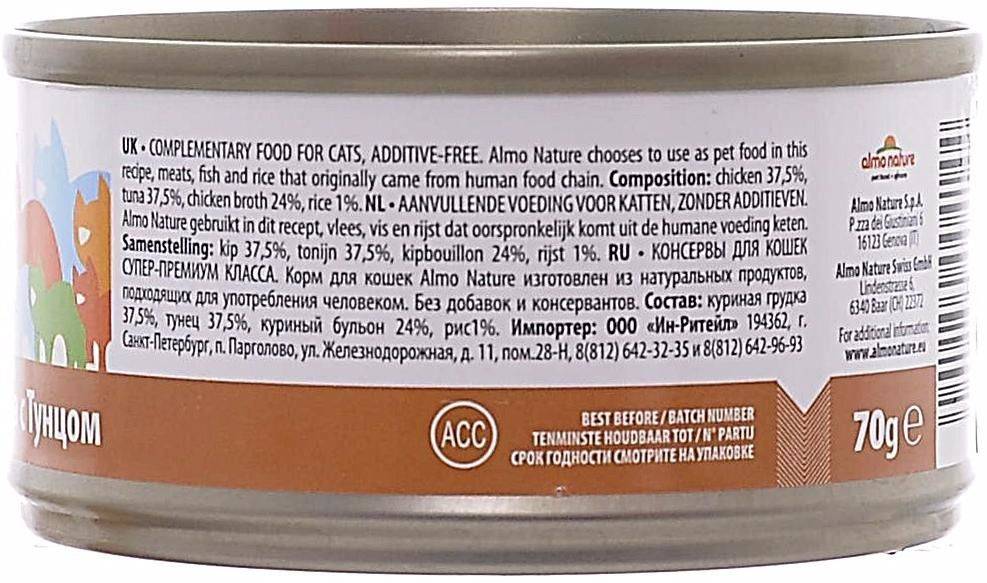 UK • COMPLEMENTARY FOOD FOR CATS, ADDITIVE-FREE. Almo Nature chooses to use as pet food in this
recipe, meats, fish and rice that originally came from human food chain. Composition: chicken 37,5%,
tuna 37,5%, chicken broth 24%, rice 1%. NL • AANVULLENDE VOEDING VOOR KATTEN, ZONDER ADDITIEVEN.
Almo Nature gebruikt in dit recept, vlees, vis en rijst dat oorspronkelijk komt uit de humane voeding keten.
Samenstelling: kip 37,5%, tonijn 37,5%, kipbouillon 24%, rijst 1%. RU • КОНСЕРВЫ ДЛЯ КОШЕК
СУПЕР-ПРЕМИУМ КЛАССА. Корм для кошек Almo Nature изготовлен из натуральных продуктов,
подходящих для употребления человеком. Без добавок и консервантов. Состав: куриная грудка
37,5%, тунец 37,5%, куриный бульон 24%, рис1%. Импортер: ООО «Ин-Ритейл» 194362, г.
Санкт-Петербург, п. Парголово, ул. Железнодорожная, д. 11, пом.28-Н, 8(812) 642-32-35 и 8(812) 642-96-93
almo nature
Almo Nature S.p.A.
P.zza dei Giustiniani 6
16123 Genova (IT)
Almo Nature Swiss GmbH
Lindenstrasse 6,
6340 Baar (CH) 22372
For additional information:
www.almonature.eu
с Тунцом
ACC
BEST BEFORE / BATCH NUMBER
TENMINSTE HOUDBAAR TOT / N° PARTIJ
СРОК ГОДНОСТИ СМОТРИТЕ НА УПАКОВКЕ
70g e